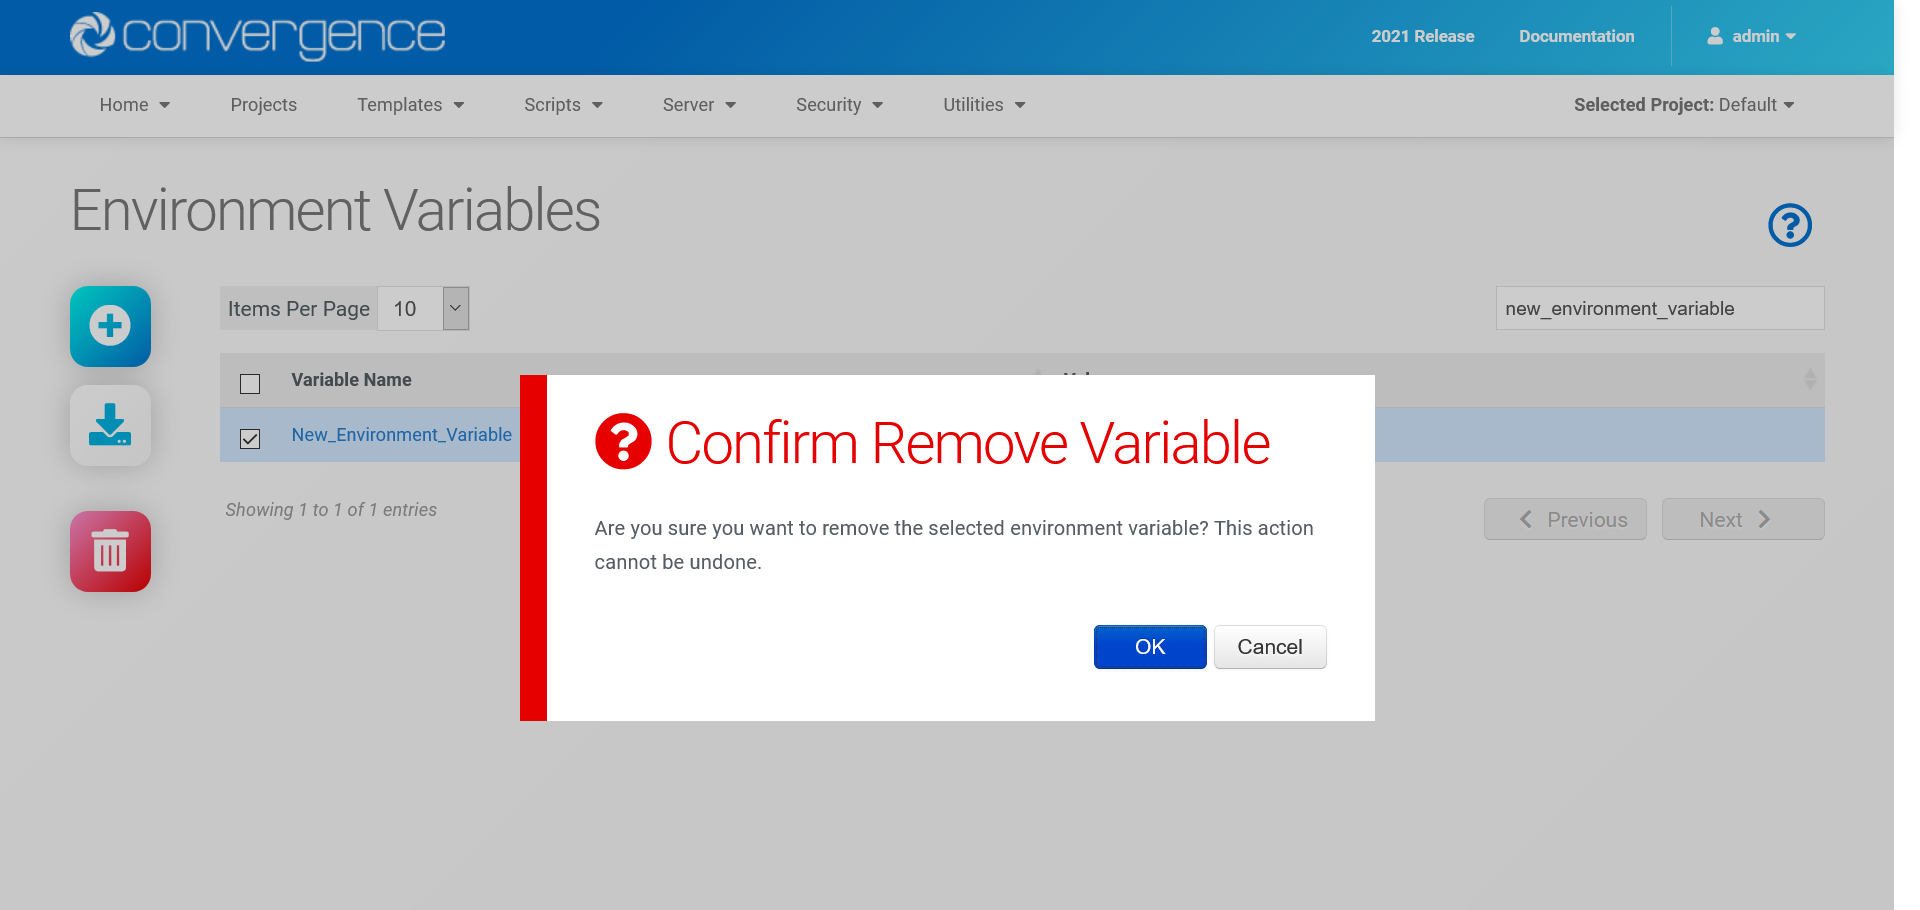 convergence
2021 Release
Documentation
admin
Home
Projects
Templates
Scripts
Server
Security
Utilities
Selected Project: Default
Environment Variables
Items Per Page 10
new_environment_variable
Variable Name
New_Environment_Variable
Confirm Remove Variable
Are you sure you want to remove the selected environment variable? This action
cannot be undone.
OK
Cancel
Showing 1 to 1 of 1 entries
Previous
Next